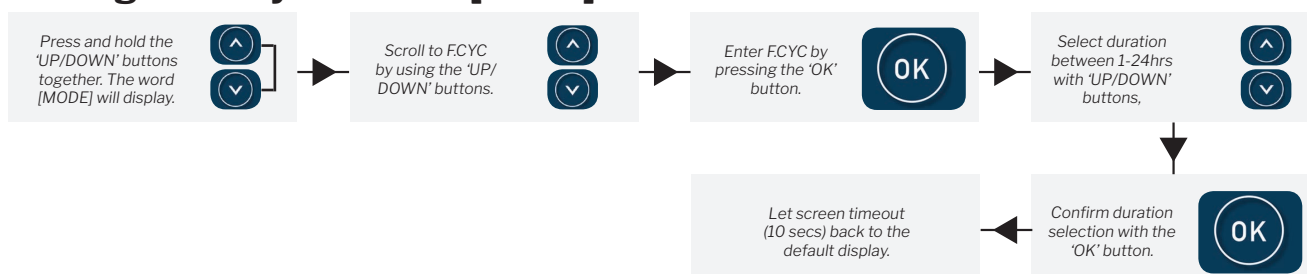 Press and hold the
‘UP/DOWN’ buttons
together. The word
[MODE] will display.
Scroll to F.CYC
by using the ‘UP/
DOWN’ buttons.
Enter F.CYC by
pressing the ‘OK’
button.
OK
Select duration
between 1-24hrs
with ‘UP/DOWN’
buttons,
Confirm duration
selection with the
‘OK’ button.
OK
Let screen timeout
(10 secs) back to the
default display.